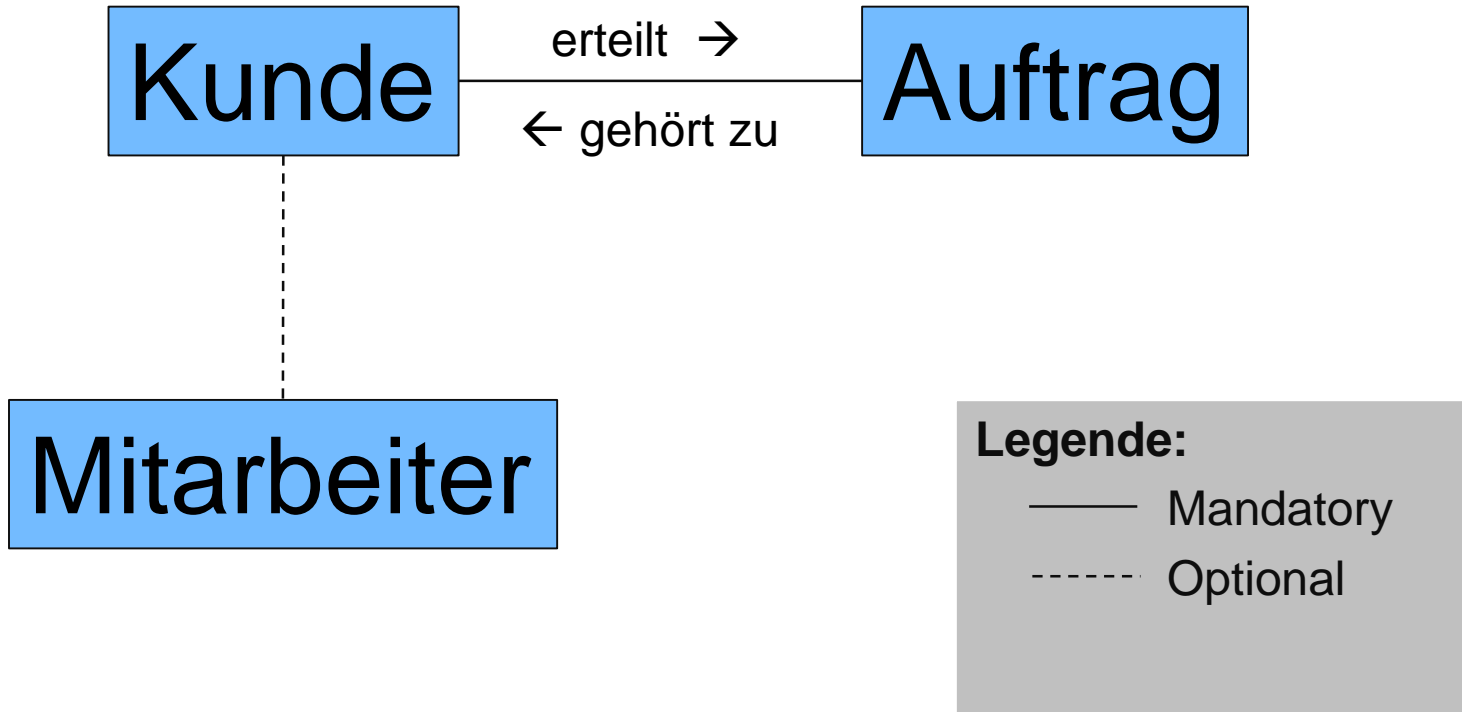 Kunde
erteilt →
← gehört zu
Auftrag
Mitarbeiter
Legende:
Mandatory
Optional